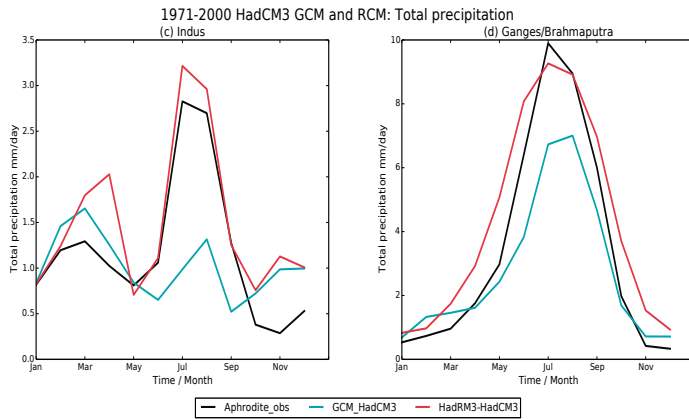 1971-2000 HadCM3 GCM and RCM: Total precipitation
(c) Indus
Total precipitation mm/day
3.5
3.0
2.5
2.0
1.5
1.0
0.5
0.0
Jan Mar May Jul Sep Nov
Time / Month
(d) Ganges/Brahmaputra
Total precipitation mm/day
10
8
6
4
2
0
Jan Mar May Jul Sep Nov
Time / Month
Aphrodite_obs GCM_HadCM3 HadRM3-HadCM3